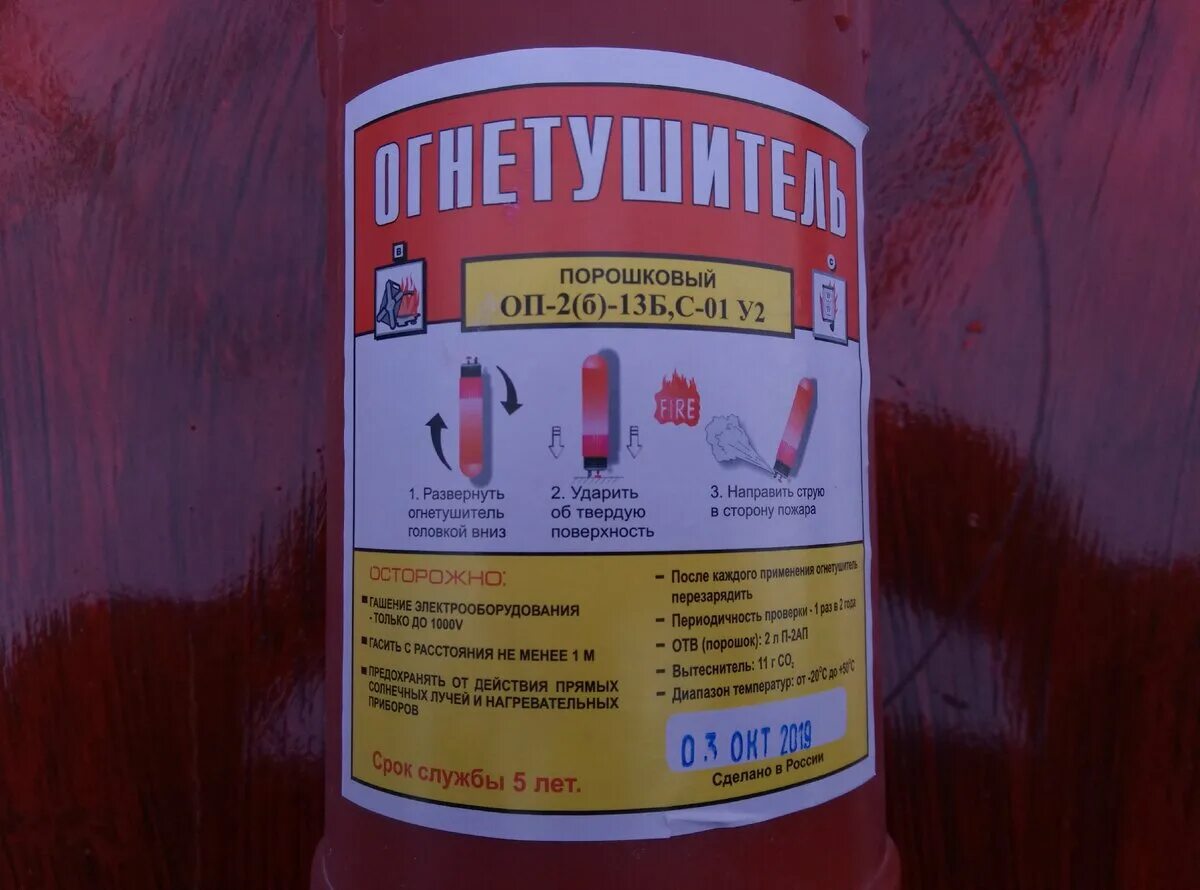 ОГНЕТУШИТЕЛЬ
B
C
ПОРОШКОВЫЙ
ОП-2(б)-13Б,С-01 У2
FIRE
1. Развернуть
огнетушитель
головкой вниз
2. Ударить
об твердую
поверхность
3. Направить струю
в сторону пожара
ОСТОРОЖНО:
ГАШЕНИЕ ЭЛЕКТРООБОРУДОВАНИЯ
- ТОЛЬКО ДО 1000V
ГАСИТЬ С РАССТОЯНИЯ НЕ МЕНЕЕ 1 М
ПРЕДОХРАНЯТЬ ОТ ДЕЙСТВИЯ ПРЯМЫХ
СОЛНЕЧНЫХ ЛУЧЕЙ И НАГРЕВАТЕЛЬНЫХ
ПРИБОРОВ
Срок службы 5 лет.
– После каждого применения огнетушитель
перезарядить
– Периодичность проверки - 1 раз в 2 года
– ОТВ (порошок): 2 л П-2АП
– Вытеснитель: 11 г CO₂
– Диапазон температур: от -20°C до +50°C
03 ОКТ 2019
Сделано в России